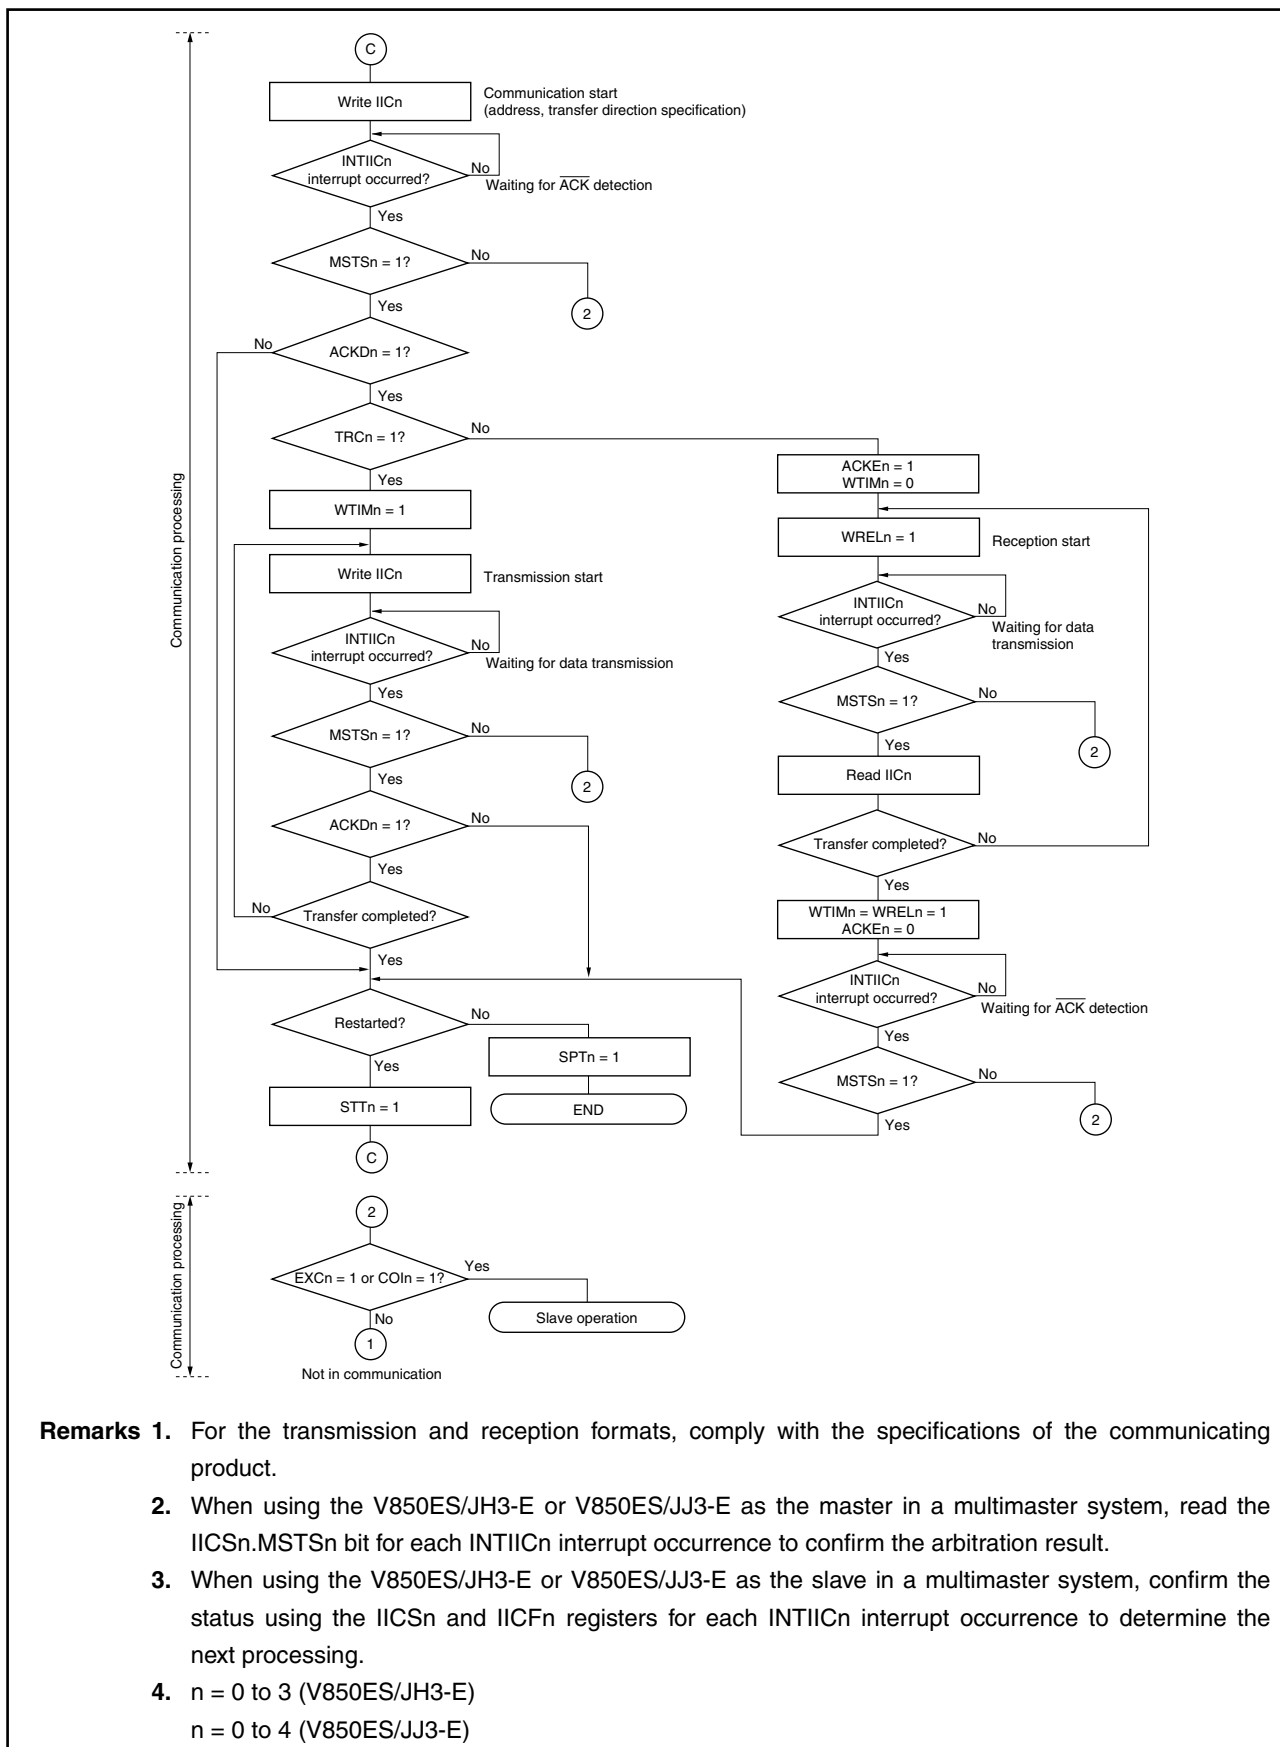 C
Write IICn
Communication start
(address, transfer direction specification)
INTIICn
interrupt occurred?
No
Waiting for ACK detection
Yes
MSTSn = 1?
No
2
Yes
ACKDn = 1?
No
Yes
TRCn = 1?
No
Yes
WTIMn = 1
Write IICn
Transmission start
INTIICn
interrupt occurred?
No
Waiting for data transmission
Yes
MSTSn = 1?
No
2
Yes
ACKDn = 1?
No
Yes
Transfer completed?
No
Yes
Restarted?
No
SPTn = 1
END
Yes
STTn = 1
C
ACKEn = 1
WTIMn = 0
WRELn = 1
Reception start
INTIICn
interrupt occurred?
No
Waiting for data
transmission
Yes
MSTSn = 1?
No
2
Yes
Read IICn
Transfer completed?
No
Yes
WTIMn = WRELn = 1
ACKEn = 0
INTIICn
interrupt occurred?
No
Waiting for ACK detection
Yes
MSTSn = 1?
No
2
Yes
Communication processing
2
EXCn = 1 or COIn = 1?
Yes
Slave operation
No
1
Not in communication
Communication processing
Remarks 1. For the transmission and reception formats, comply with the specifications of the communicating
product.
2. When using the V850ES/JH3-E or V850ES/JJ3-E as the master in a multimaster system, read the
IICSn.MSTSn bit for each INTIICn interrupt occurrence to confirm the arbitration result.
3. When using the V850ES/JH3-E or V850ES/JJ3-E as the slave in a multimaster system, confirm the
status using the IICSn and IICFn registers for each INTIICn interrupt occurrence to determine the
next processing.
4. n = 0 to 3 (V850ES/JH3-E)
n = 0 to 4 (V850ES/JJ3-E)